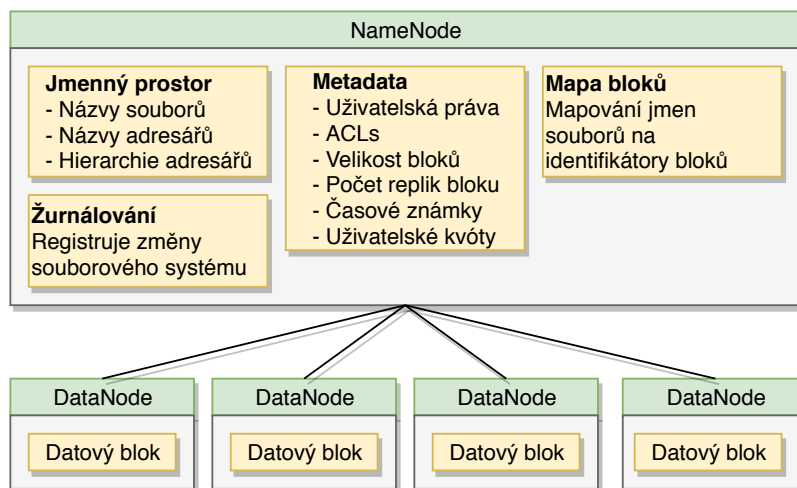 NameNode
Jmenný prostor
- Názvy souborů
- Názvy adresářů
- Hierarchie adresářů
Žurnálování
Registruje změny
souborového systému
Metadata
- Uživatelská práva
- ACLs
- Velikost bloků
- Počet replik bloku
- Časové známky
- Uživatelské kvóty
Mapa bloků
Mapování jmen
souborů na
identifikátory bloků
DataNode
Datový blok
DataNode
Datový blok
DataNode
Datový blok
DataNode
Datový blok